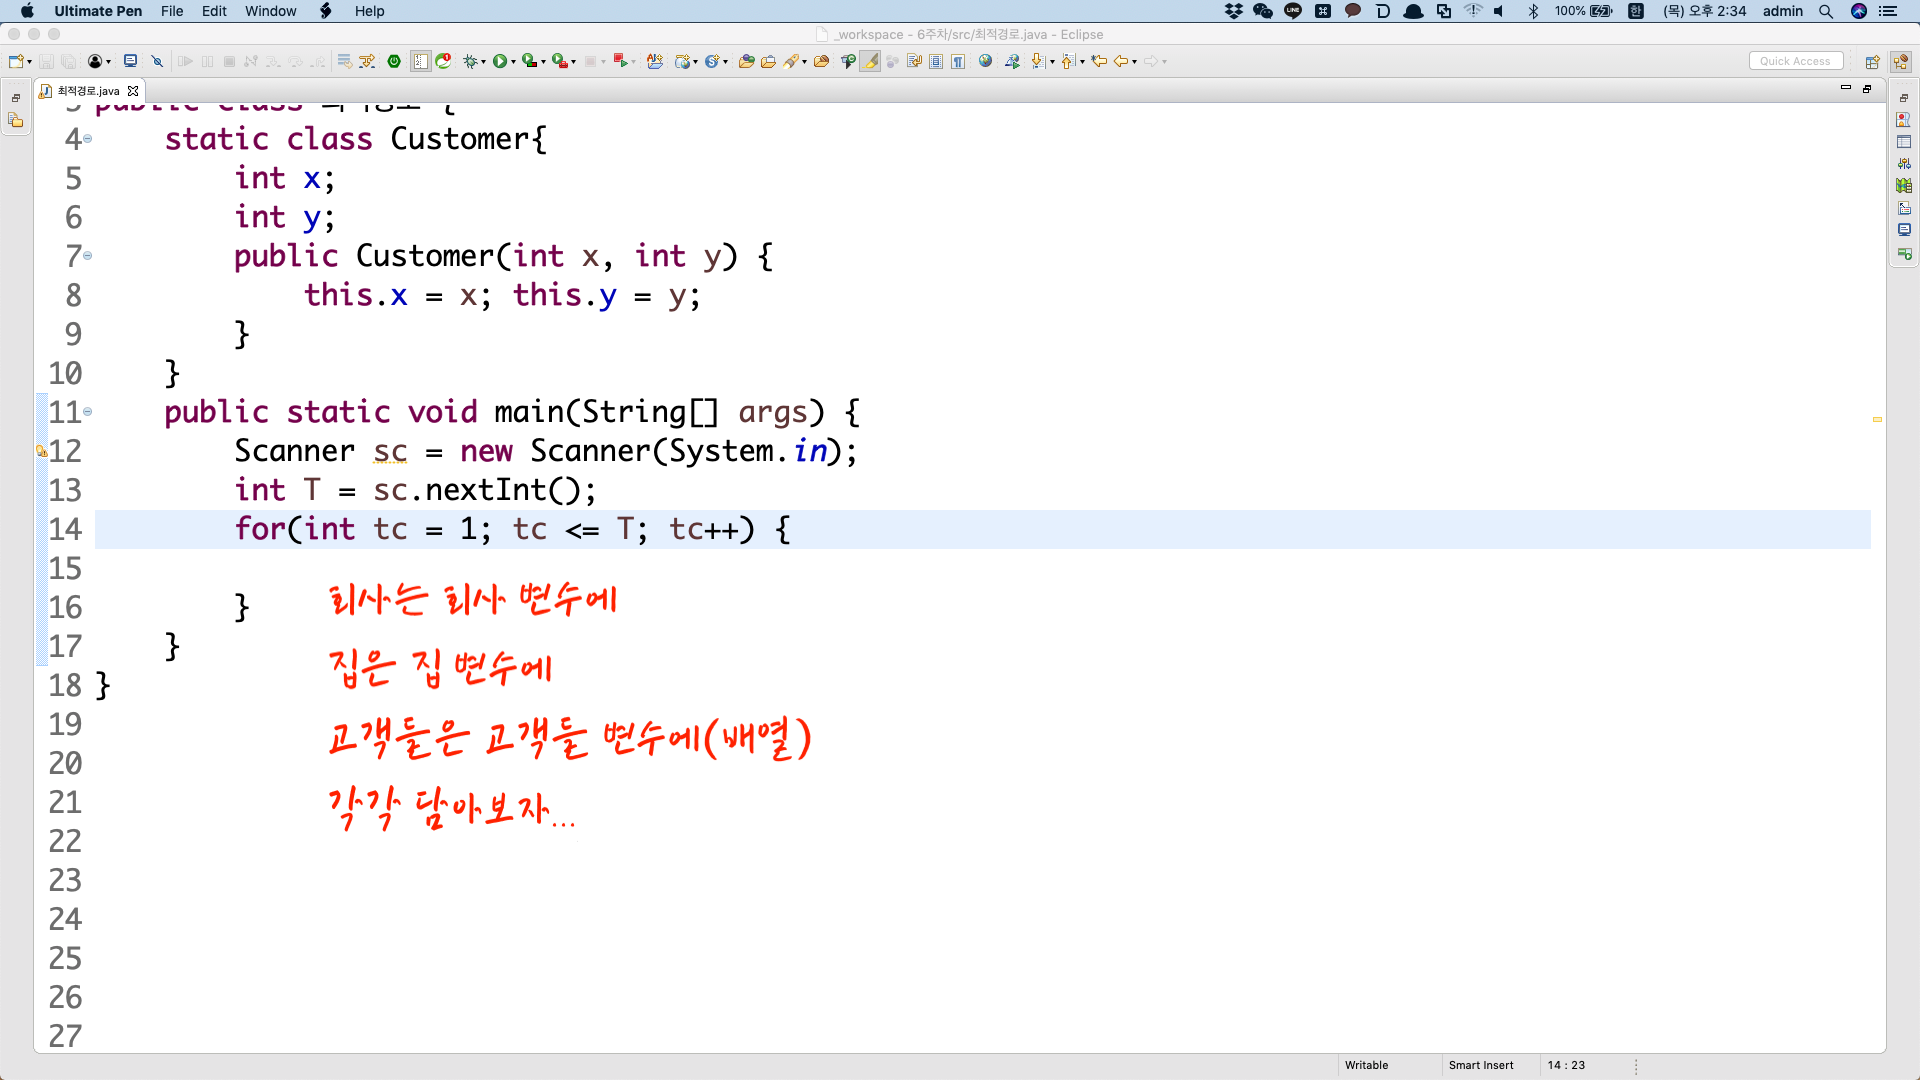 Ultimate Pen File Edit Window Help 100% 한 (목) 오후 2:34 admin
_workspace - 6주차/src/최적경로.java - Eclipse
Quick Access
최적경로.java
3 public class 최적경로 {
4 static class Customer{
5 int x;
6 int y;
7 public Customer(int x, int y) {
8 this.x = x; this.y = y;
9 }
10 }
11 public static void main(String[] args) {
12 Scanner sc = new Scanner(System.in);
13 int T = sc.nextInt();
14 for(int tc = 1; tc <= T; tc++) {
15
회사는 회사 변수에
16 }
집은 집 변수에
17 }
18 }
19
고객들은 고객들 변수에(배열)
20
21
각각 담아보자...
22
23
24
25
26
27
Writable Smart Insert 14 : 23